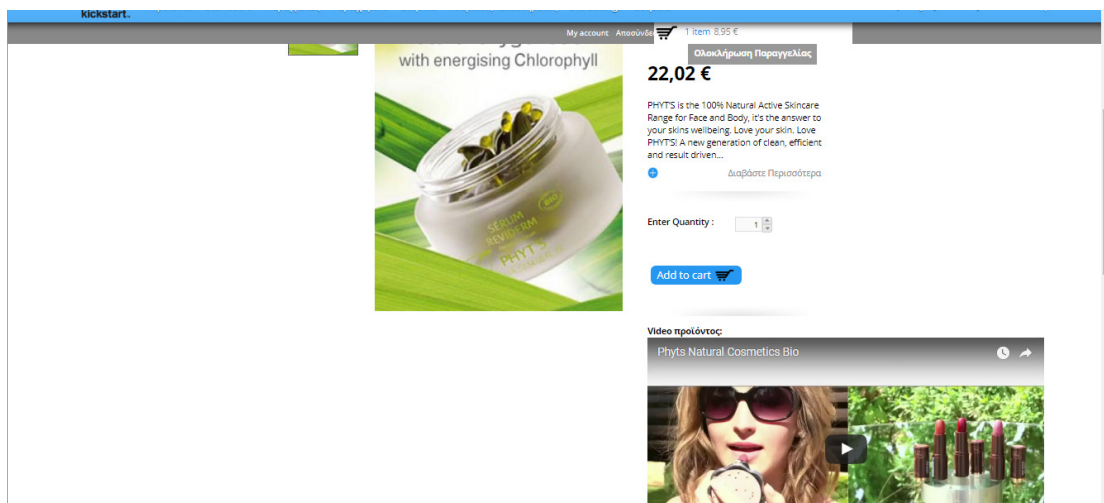 kickstart.
My account
1 item 8,95 €
Ολοκλήρωση Παραγγελίας
with energising Chlorophyll
22,02 €
PHYT'S is the 100% Natural Active Skincare
Range for Face and Body, it's the answer to
your skins wellbeing. Love your skin. Love
PHYT'S! A new generation of clean, efficient
and result driven...
Διαβάστε Περισσότερα
Enter Quantity :
1
Add to cart
SÉRUM
REVIDERM
PHYT'S
BIO
Video προϊόντος:
Phyts Natural Cosmetics Bio